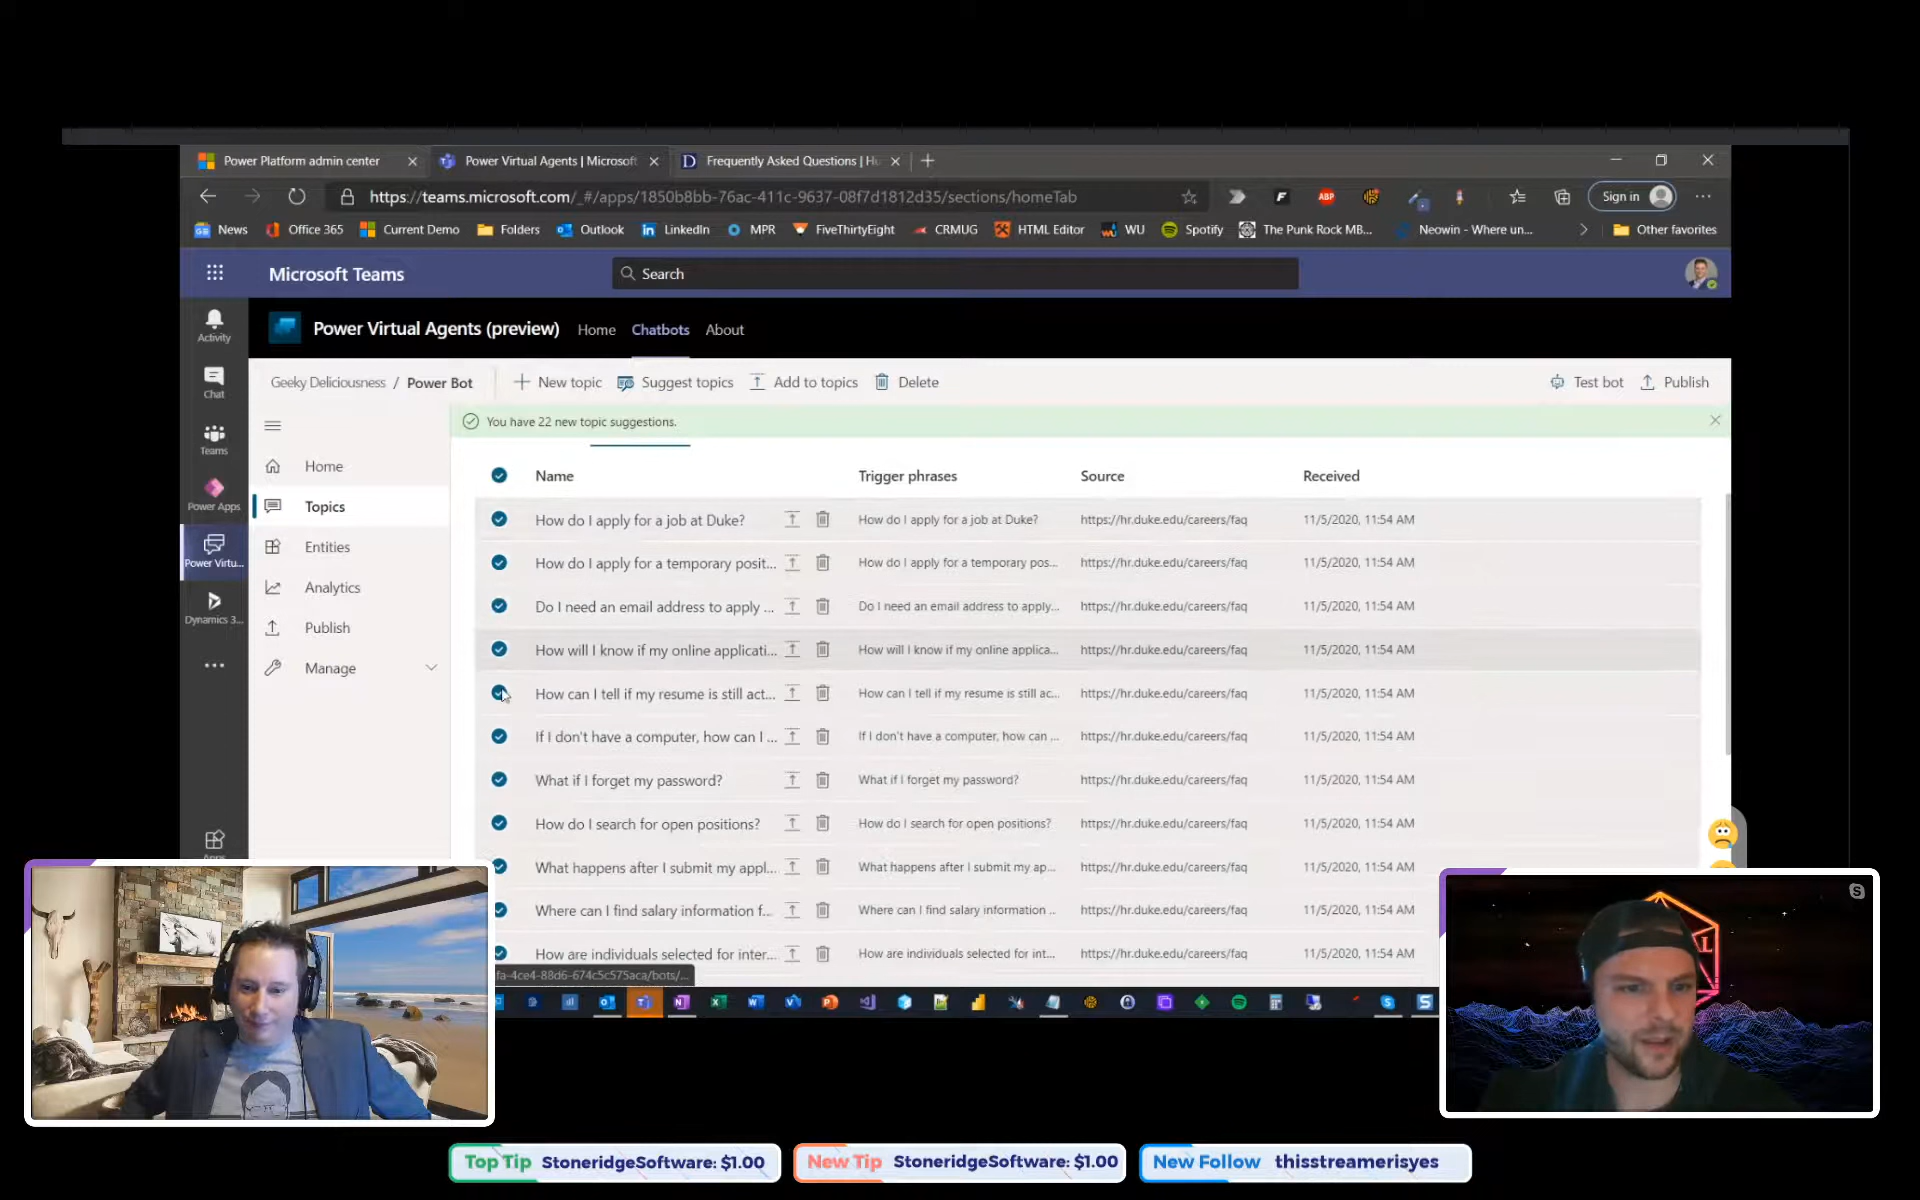 Power Platform admin center
Power Virtual Agents | Microsoft
Frequently Asked Questions | Hu
https://teams.microsoft.com/_#/apps/1850b8bb-76ac-411c-9637-08f7d1812d35/sections/homeTab
ABP
Sign in
News Office 365 Current Demo Folders Outlook LinkedIn MPR FiveThirtyEight CRMUG HTML Editor WU Spotify The Punk Rock MB... Neowin - Where un... Other favorites
Microsoft Teams
Search
Activity
Chat
Teams
Power Apps
Power Virtu...
Dynamics 3...
Apps
Power Virtual Agents (preview) Home Chatbots About
Geeky Deliciousness / Power Bot
New topic Suggest topics Add to topics Delete
Test bot Publish
You have 22 new topic suggestions.
Home
Topics
Entities
Analytics
Publish
Manage
Name Trigger phrases Source Received
How do I apply for a job at Duke? How do I apply for a job at Duke? https://hr.duke.edu/careers/faq 11/5/2020, 11:54 AM
How do I apply for a temporary posit... How do I apply for a temporary pos... https://hr.duke.edu/careers/faq 11/5/2020, 11:54 AM
Do I need an email address to apply ... Do I need an email address to apply... https://hr.duke.edu/careers/faq 11/5/2020, 11:54 AM
How will I know if my online applicati... How will I know if my online applica... https://hr.duke.edu/careers/faq 11/5/2020, 11:54 AM
How can I tell if my resume is still act... How can I tell if my resume is still ac... https://hr.duke.edu/careers/faq 11/5/2020, 11:54 AM
If I don't have a computer, how can I ... If I don't have a computer, how can ... https://hr.duke.edu/careers/faq 11/5/2020, 11:54 AM
What if I forget my password? What if I forget my password? https://hr.duke.edu/careers/faq 11/5/2020, 11:54 AM
How do I search for open positions? How do I search for open positions? https://hr.duke.edu/careers/faq 11/5/2020, 11:54 AM
What happens after I submit my appl... What happens after I submit my ap... https://hr.duke.edu/careers/faq 11/5/2020, 11:54 AM
Where can I find salary information f... Where can I find salary information ... https://hr.duke.edu/careers/faq 11/5/2020, 11:54 AM
How are individuals selected for inter... How are individuals selected for int... https://hr.duke.edu/careers/faq 11/5/2020, 11:54 AM
fa-4ce4-88d6-674c5c575aca/bots/...
Top Tip StoneridgeSoftware: $1.00
New Tip StoneridgeSoftware: $1.00
New Follow thisstreamerisyes